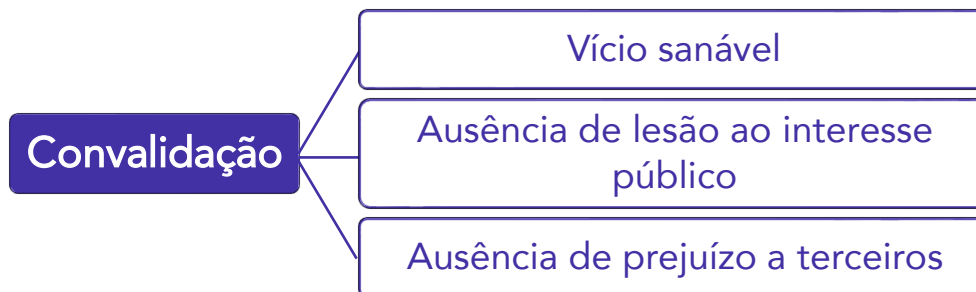 Convalidação
Vício sanável
Ausência de lesão ao interesse
público
Ausência de prejuízo a terceiros